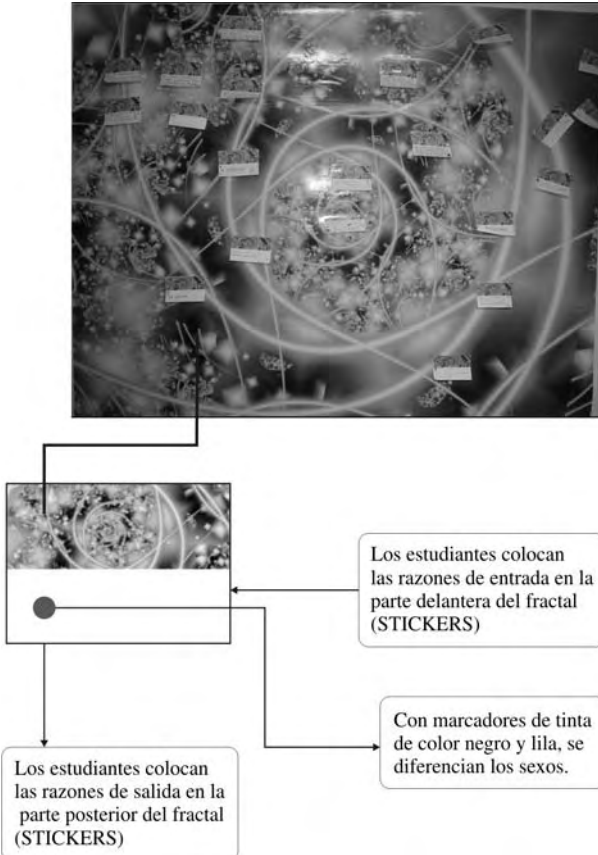 Los estudiantes colocan
las razones de entrada en la
parte delantera del fractal
(STICKERS)
Con marcadores de tinta
de color negro y lila, se
diferencian los sexos.
Los estudiantes colocan
las razones de salida en la
parte posterior del fractal
(STICKERS)